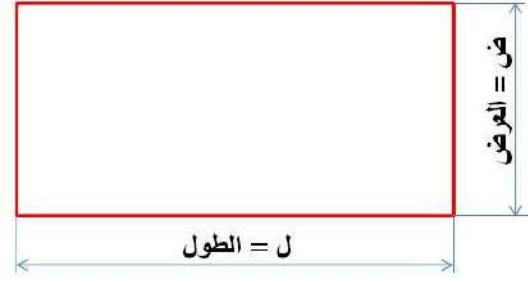 ض = العرض
ل = الطول